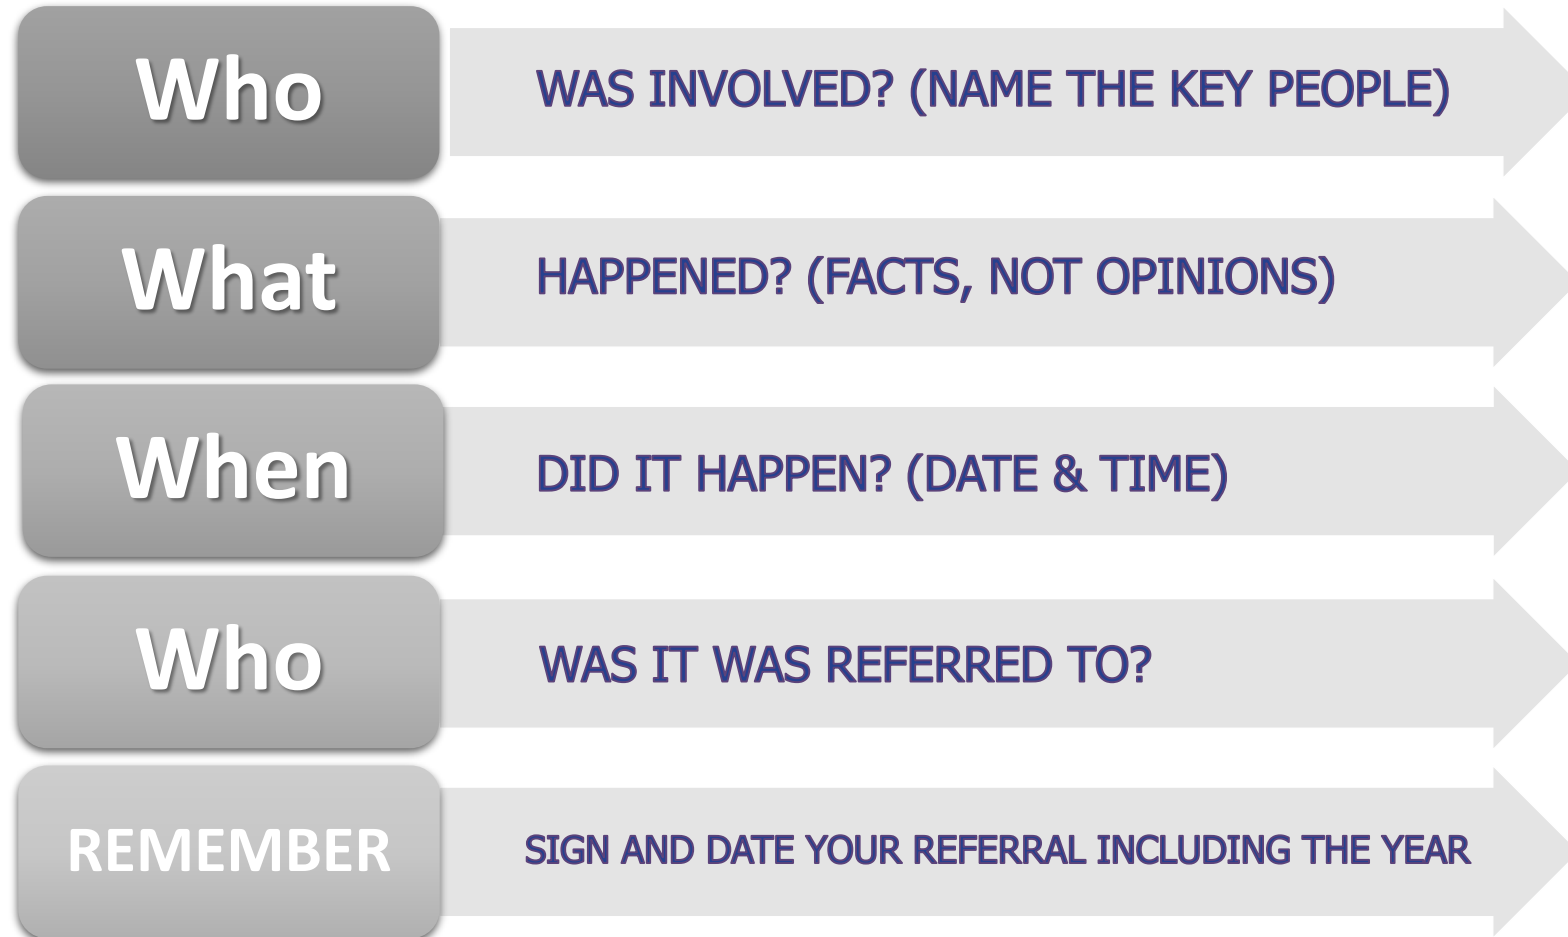 Who WAS INVOLVED? (NAME THE KEY PEOPLE)
What HAPPENED? (FACTS, NOT OPINIONS)
When DID IT HAPPEN? (DATE & TIME)
Who WAS IT WAS REFERRED TO?
REMEMBER SIGN AND DATE YOUR REFERRAL INCLUDING THE YEAR